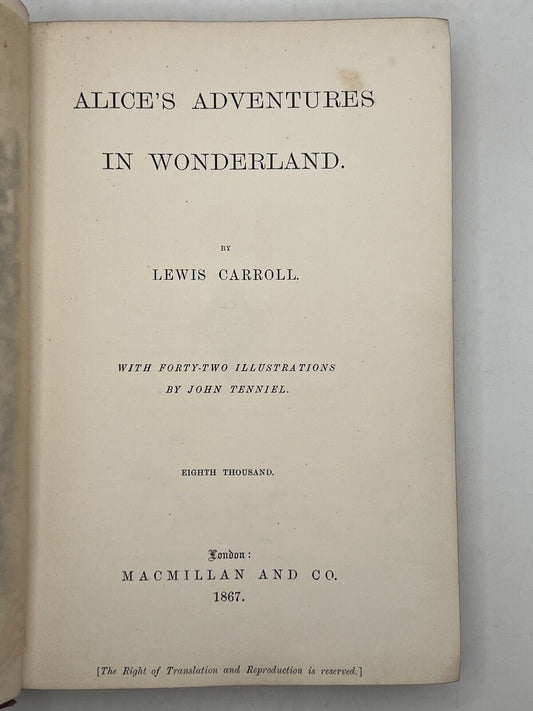 ALICE'S ADVENTURES
IN WONDERLAND.
BY
LEWIS CARROLL.
WITH FORTY-TWO ILLUSTRATIONS
BY JOHN TENNIEL.
EIGHTH THOUSAND.
London:
MACMILLAN AND CO.
1867.
[The Right of Translation and Reproduction is reserved.]